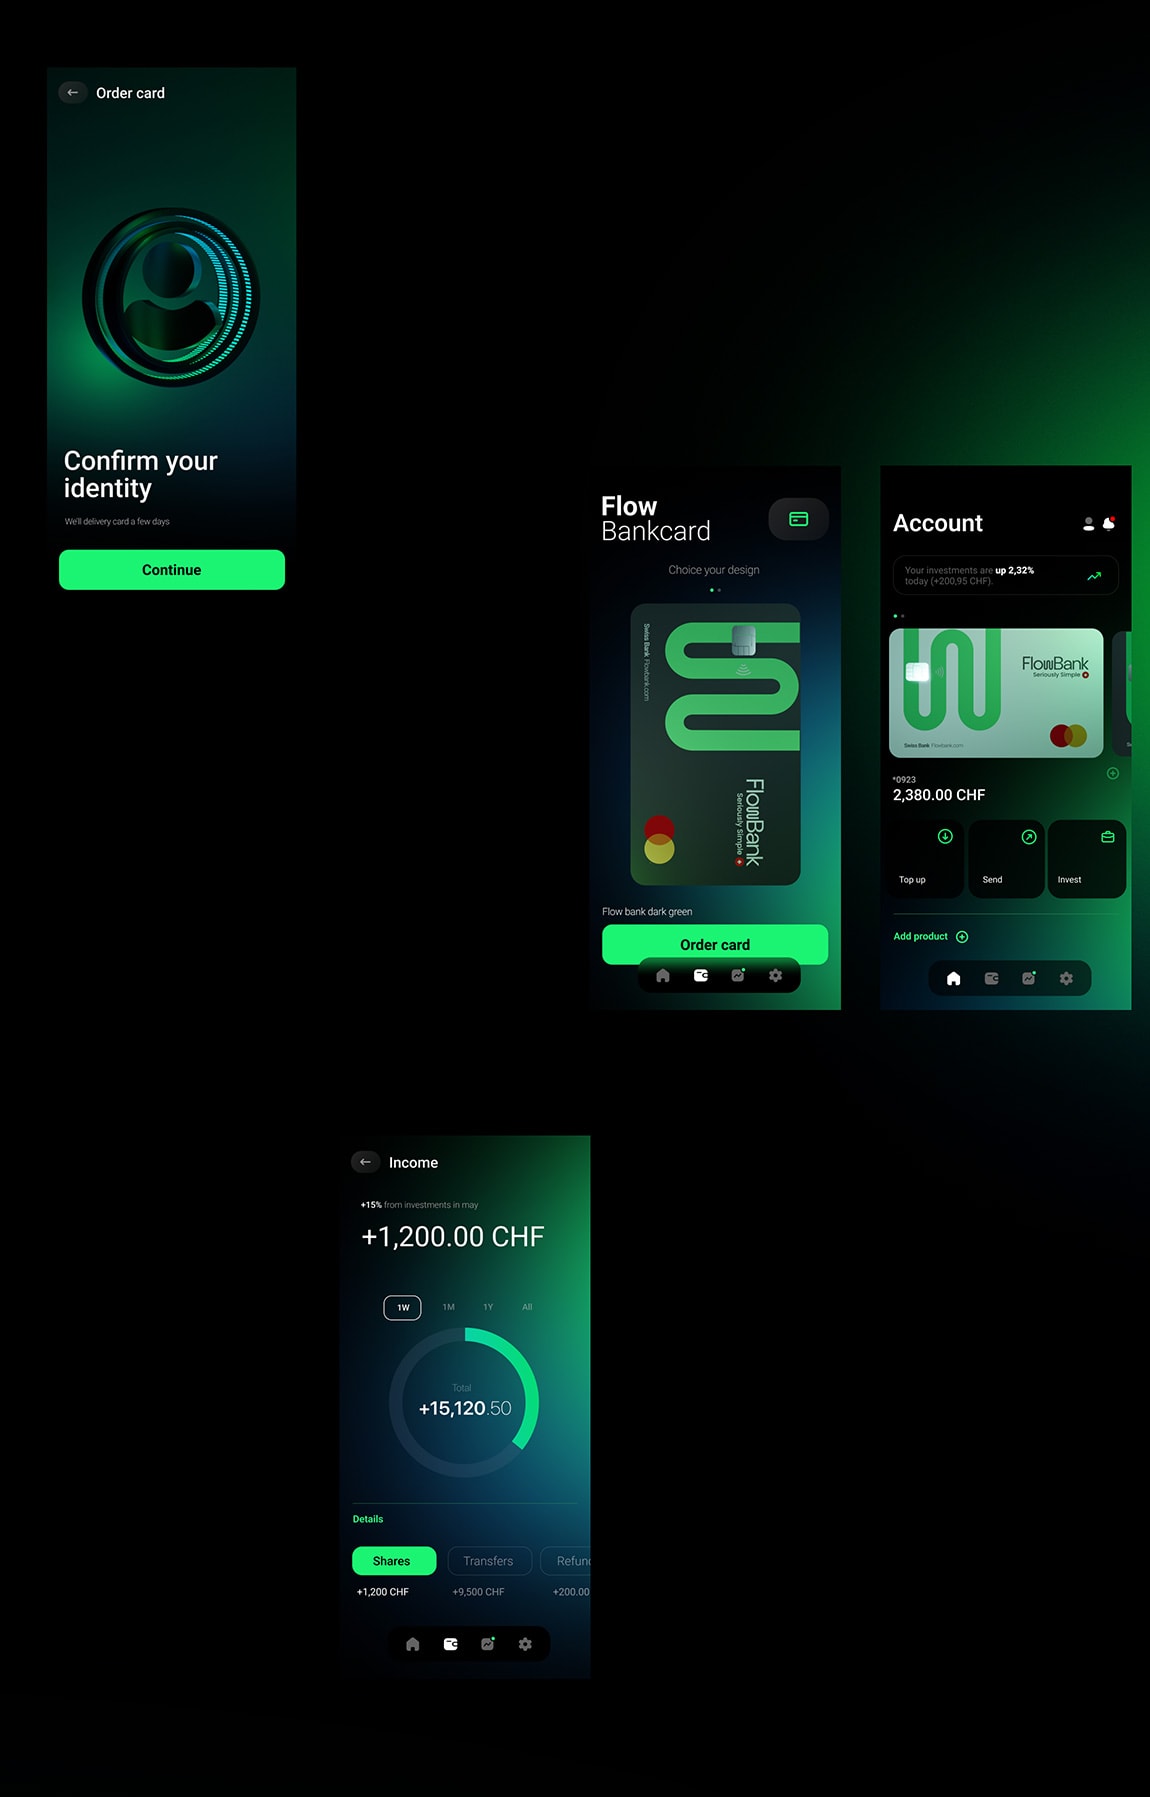 Order card
Confirm your
identity
We'll delivery card a few days
Continue
Flow
Bankcard
Choice your design
Swiss Bank Flowbank.com
FlowBank
Seriously Simple
Flow bank dark green
Order card
Account
Your investments are up 2,32%
today (+200,95 CHF).
FlowBank
Seriously Simple
Swiss Bank Flowbank.com
*0923
2,380.00 CHF
Top up
Send
Invest
Add product
Income
+15% from investments in may
+1,200.00 CHF
1W 1M 1Y All
Total
+15,120.50
Details
Shares Transfers Refun
+1,200 CHF +9,500 CHF +200.00